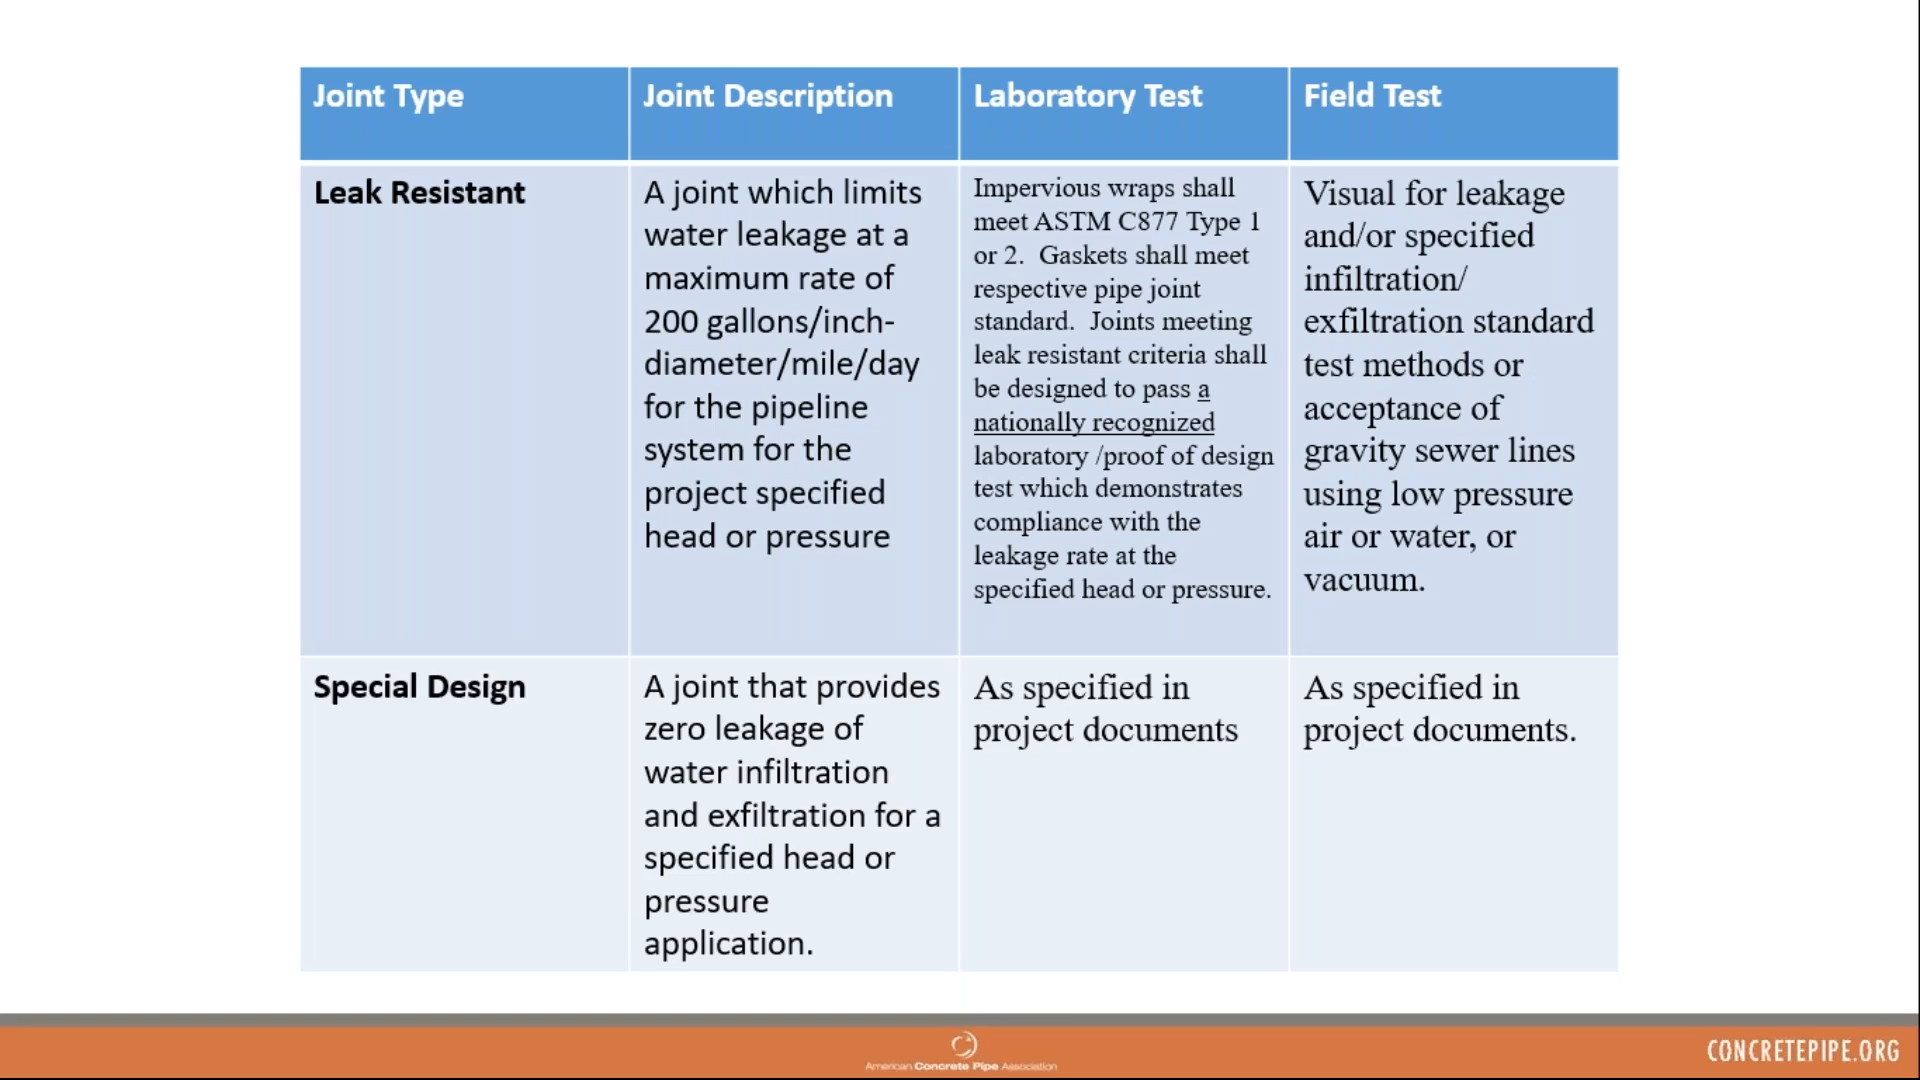 Joint Type
Joint Description
Laboratory Test
Field Test
Leak Resistant
A joint which limits
water leakage at a
maximum rate of
200 gallons/inch-
diameter/mile/day
for the pipeline
system for the
project specified
head or pressure
Impervious wraps shall
meet ASTM C877 Type 1
or 2.  Gaskets shall meet
respective pipe joint
standard.  Joints meeting
leak resistant criteria shall
be designed to pass a
nationally recognized
laboratory /proof of design
test which demonstrates
compliance with the
leakage rate at the
specified head or pressure.
Visual for leakage
and/or specified
infiltration/
exfiltration standard
test methods or
acceptance of
gravity sewer lines
using low pressure
air or water, or
vacuum.
Special Design
A joint that provides
zero leakage of
water infiltration
and exfiltration for a
specified head or
pressure
application.
As specified in
project documents
As specified in
project documents.
American Concrete Pipe Association
CONCRETEPIPE.ORG